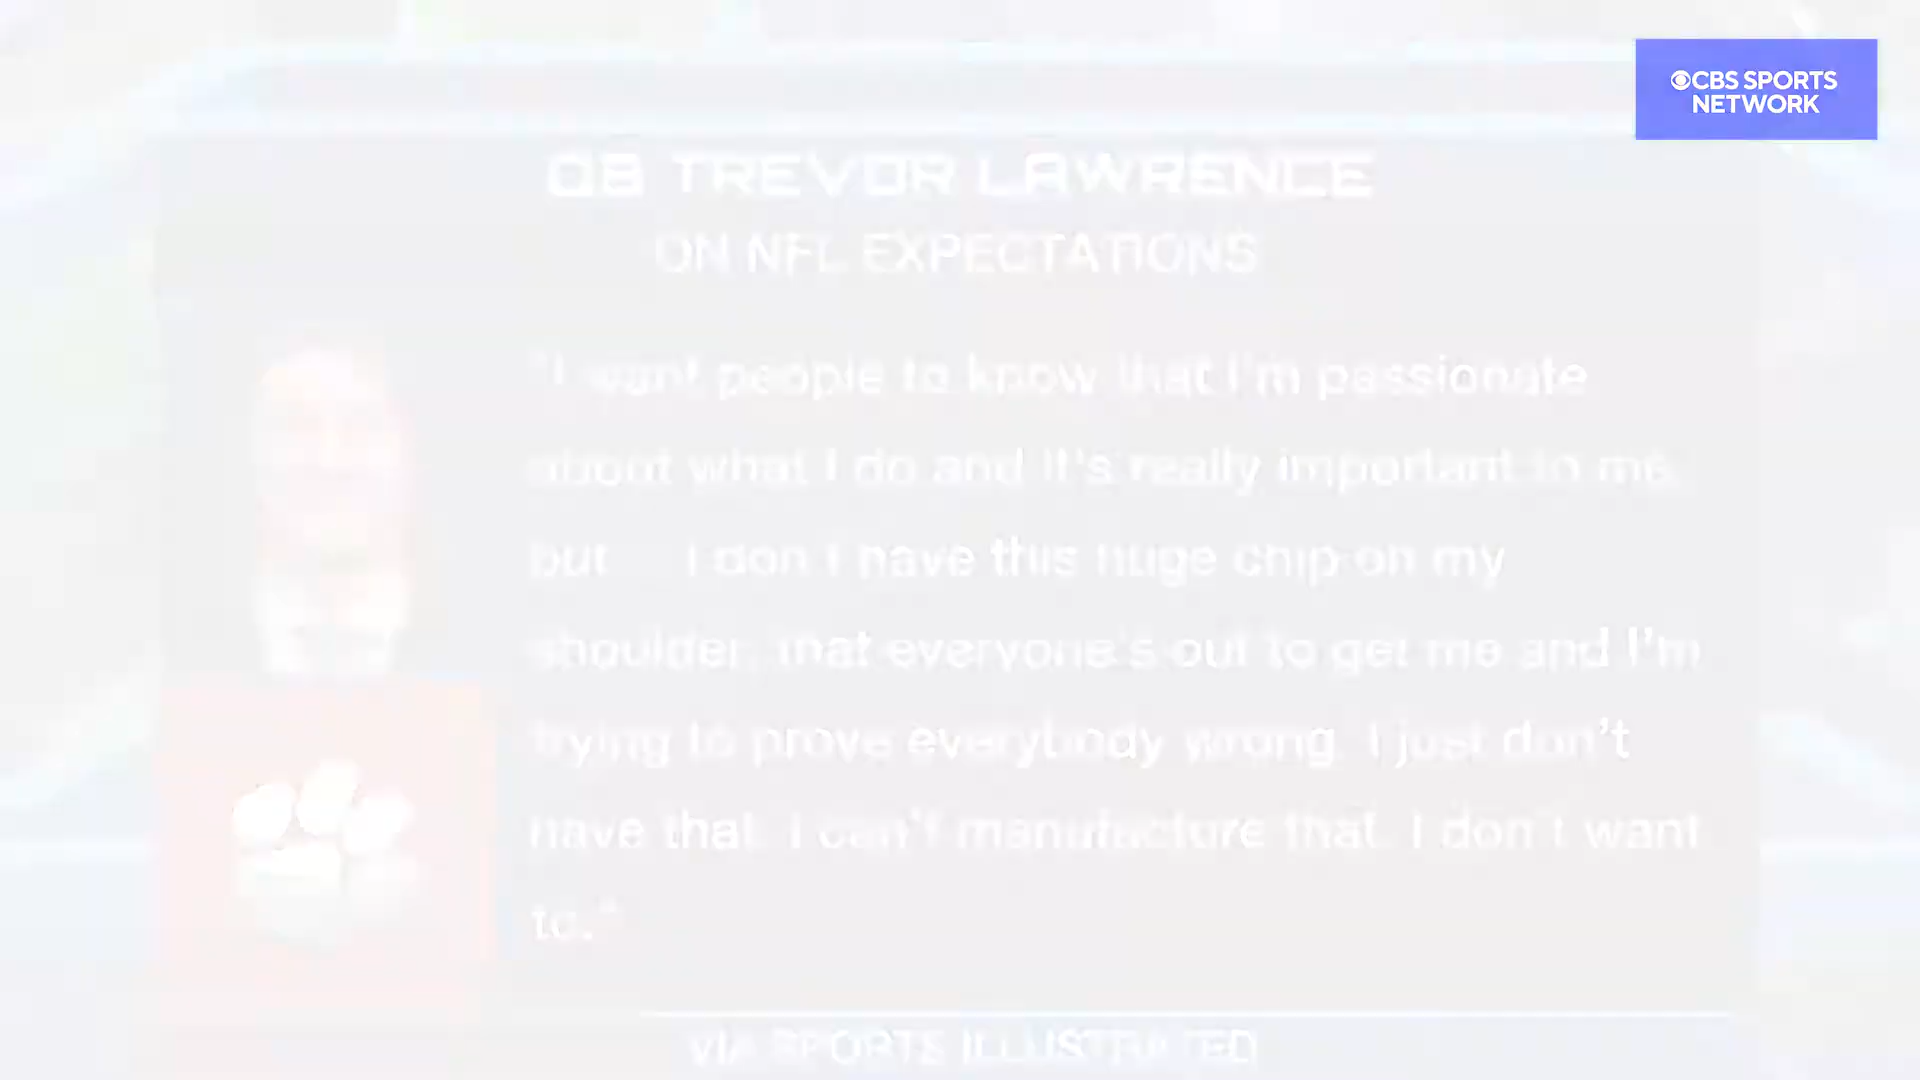 CBS SPORTS
NETWORK
QB TREVOR LAWRENCE
ON NFL EXPECTATIONS
"I want people to know that I'm passionate
about what I do and it's really important to me,
but ... I don't have this huge chip on my
shoulder, that everyone's out to get me and I'm
trying to prove everybody wrong. I just don't
have that. I can't manufacture that. I don't want
to."
VIA SPORTS ILLUSTRATED